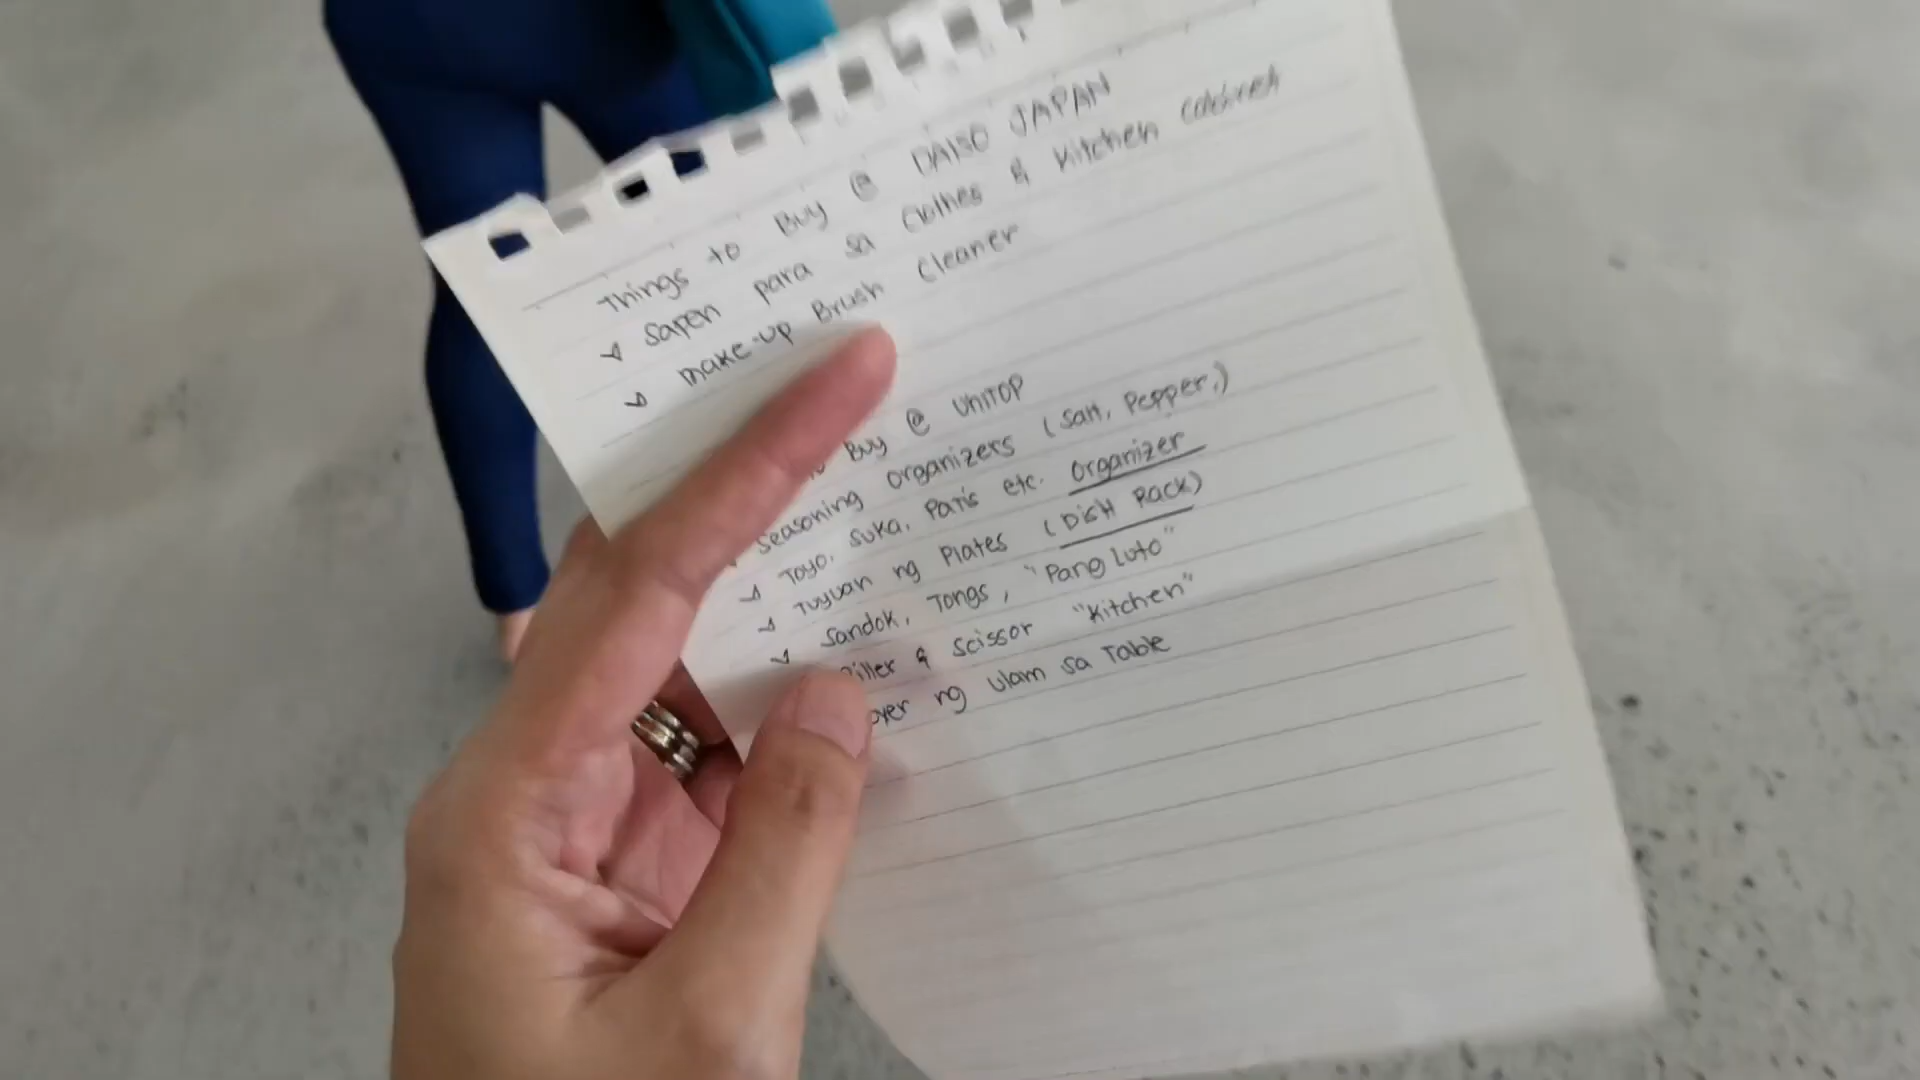 Things to Buy @ DAISO JAPAN
✓ Sapen para sa Clothes & Kitchen
✓ Make-up Brush Cleaner
Buy @ UNITOP
Seasoning Organizers (Salt, Pepper,)
✓ Toyo, Suka, Patis etc. Organizer
✓ Tuyuan ng Plates (Dish Rack)
✓ Sandok, Tongs, "Pang Luto"
& Scissor "Kitchen"
ng Ulam sa Table